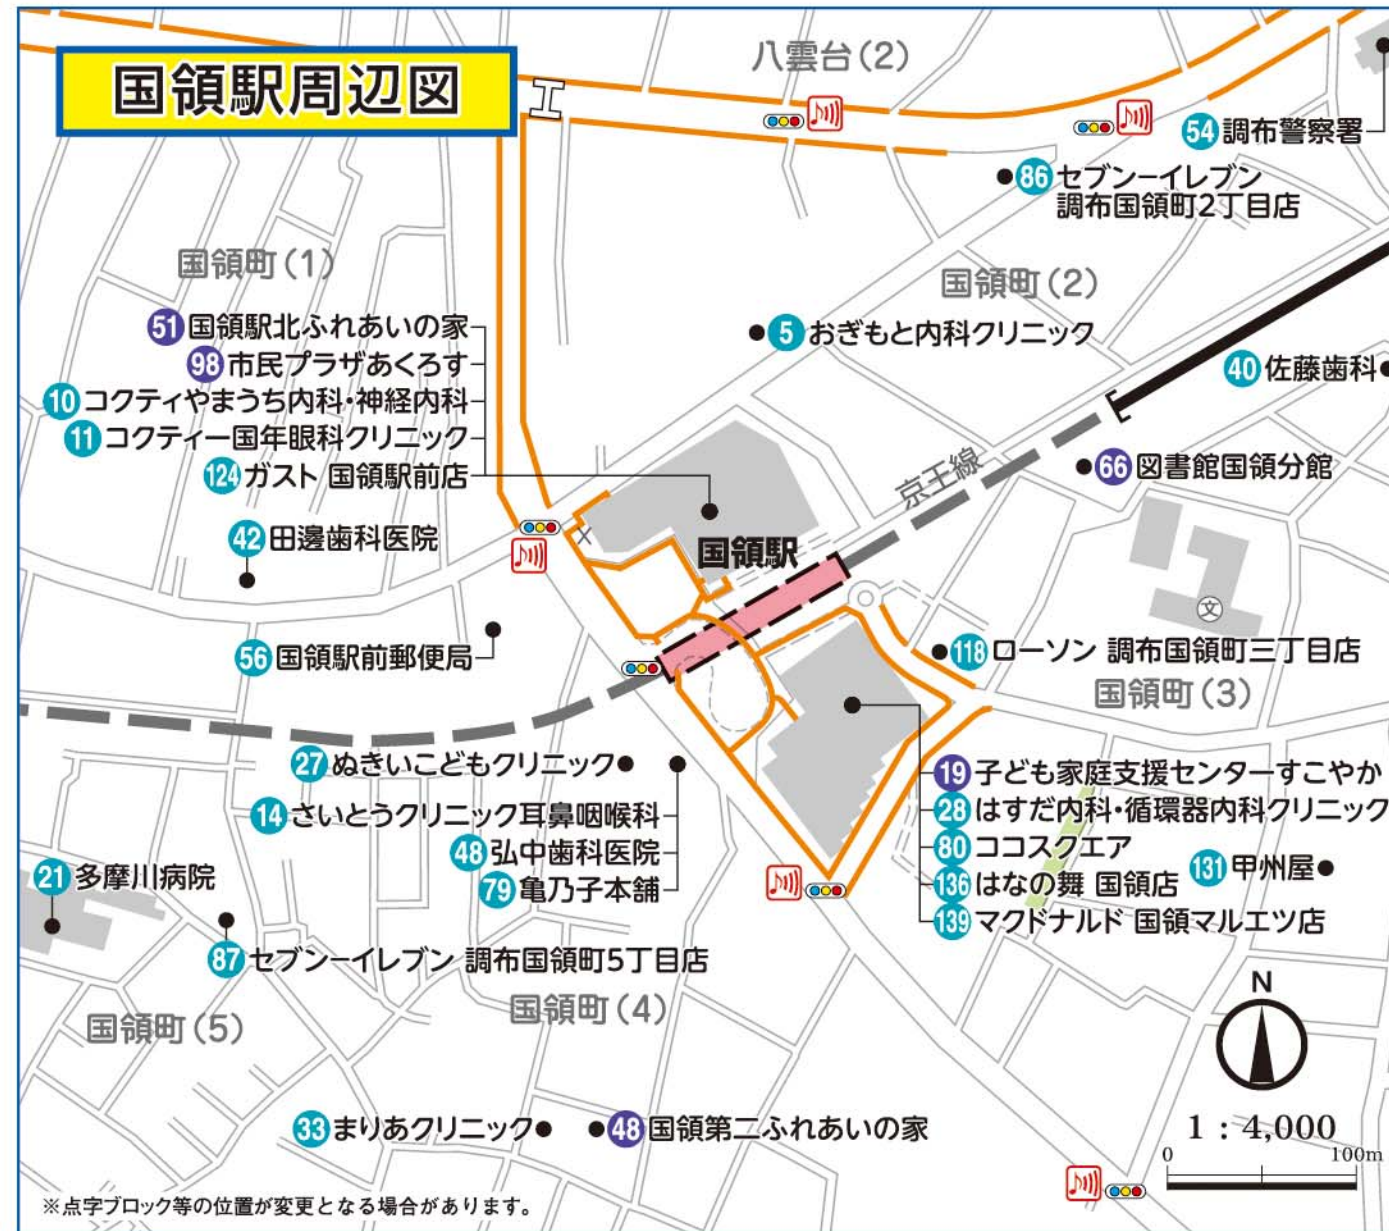 国領駅周辺図
八雲台(2)
54 調布警察署
86 セブン-イレブン
調布国領町2丁目店
国領町(1)
国領町(2)
51 国領駅北ふれあいの家
98 市民プラザあくろす
10 コクティやまうち内科・神経内科
11 コクティー国年眼科クリニック
124 ガスト 国領駅前店
5 おぎもと内科クリニック
40 佐藤歯科
京王線
66 図書館国領分館
42 田邊歯科医院
国領駅
文
56 国領駅前郵便局
118 ローソン 調布国領町三丁目店
国領町(3)
27 ぬきいこどもクリニック
14 さいとうクリニック耳鼻咽喉科
48 弘中歯科医院
79 亀乃子本舗
19 子ども家庭支援センターすこやか
28 はすだ内科・循環器内科クリニック
80 ココスクエア
131 甲州屋
136 はなの舞 国領店
139 マクドナルド 国領マルエツ店
21 多摩川病院
87 セブン-イレブン 調布国領町5丁目店
国領町(4)
国領町(5)
N
33 まりあクリニック
48 国領第二ふれあいの家
1 : 4,000
0 100m
※点字ブロック等の位置が変更となる場合があります。